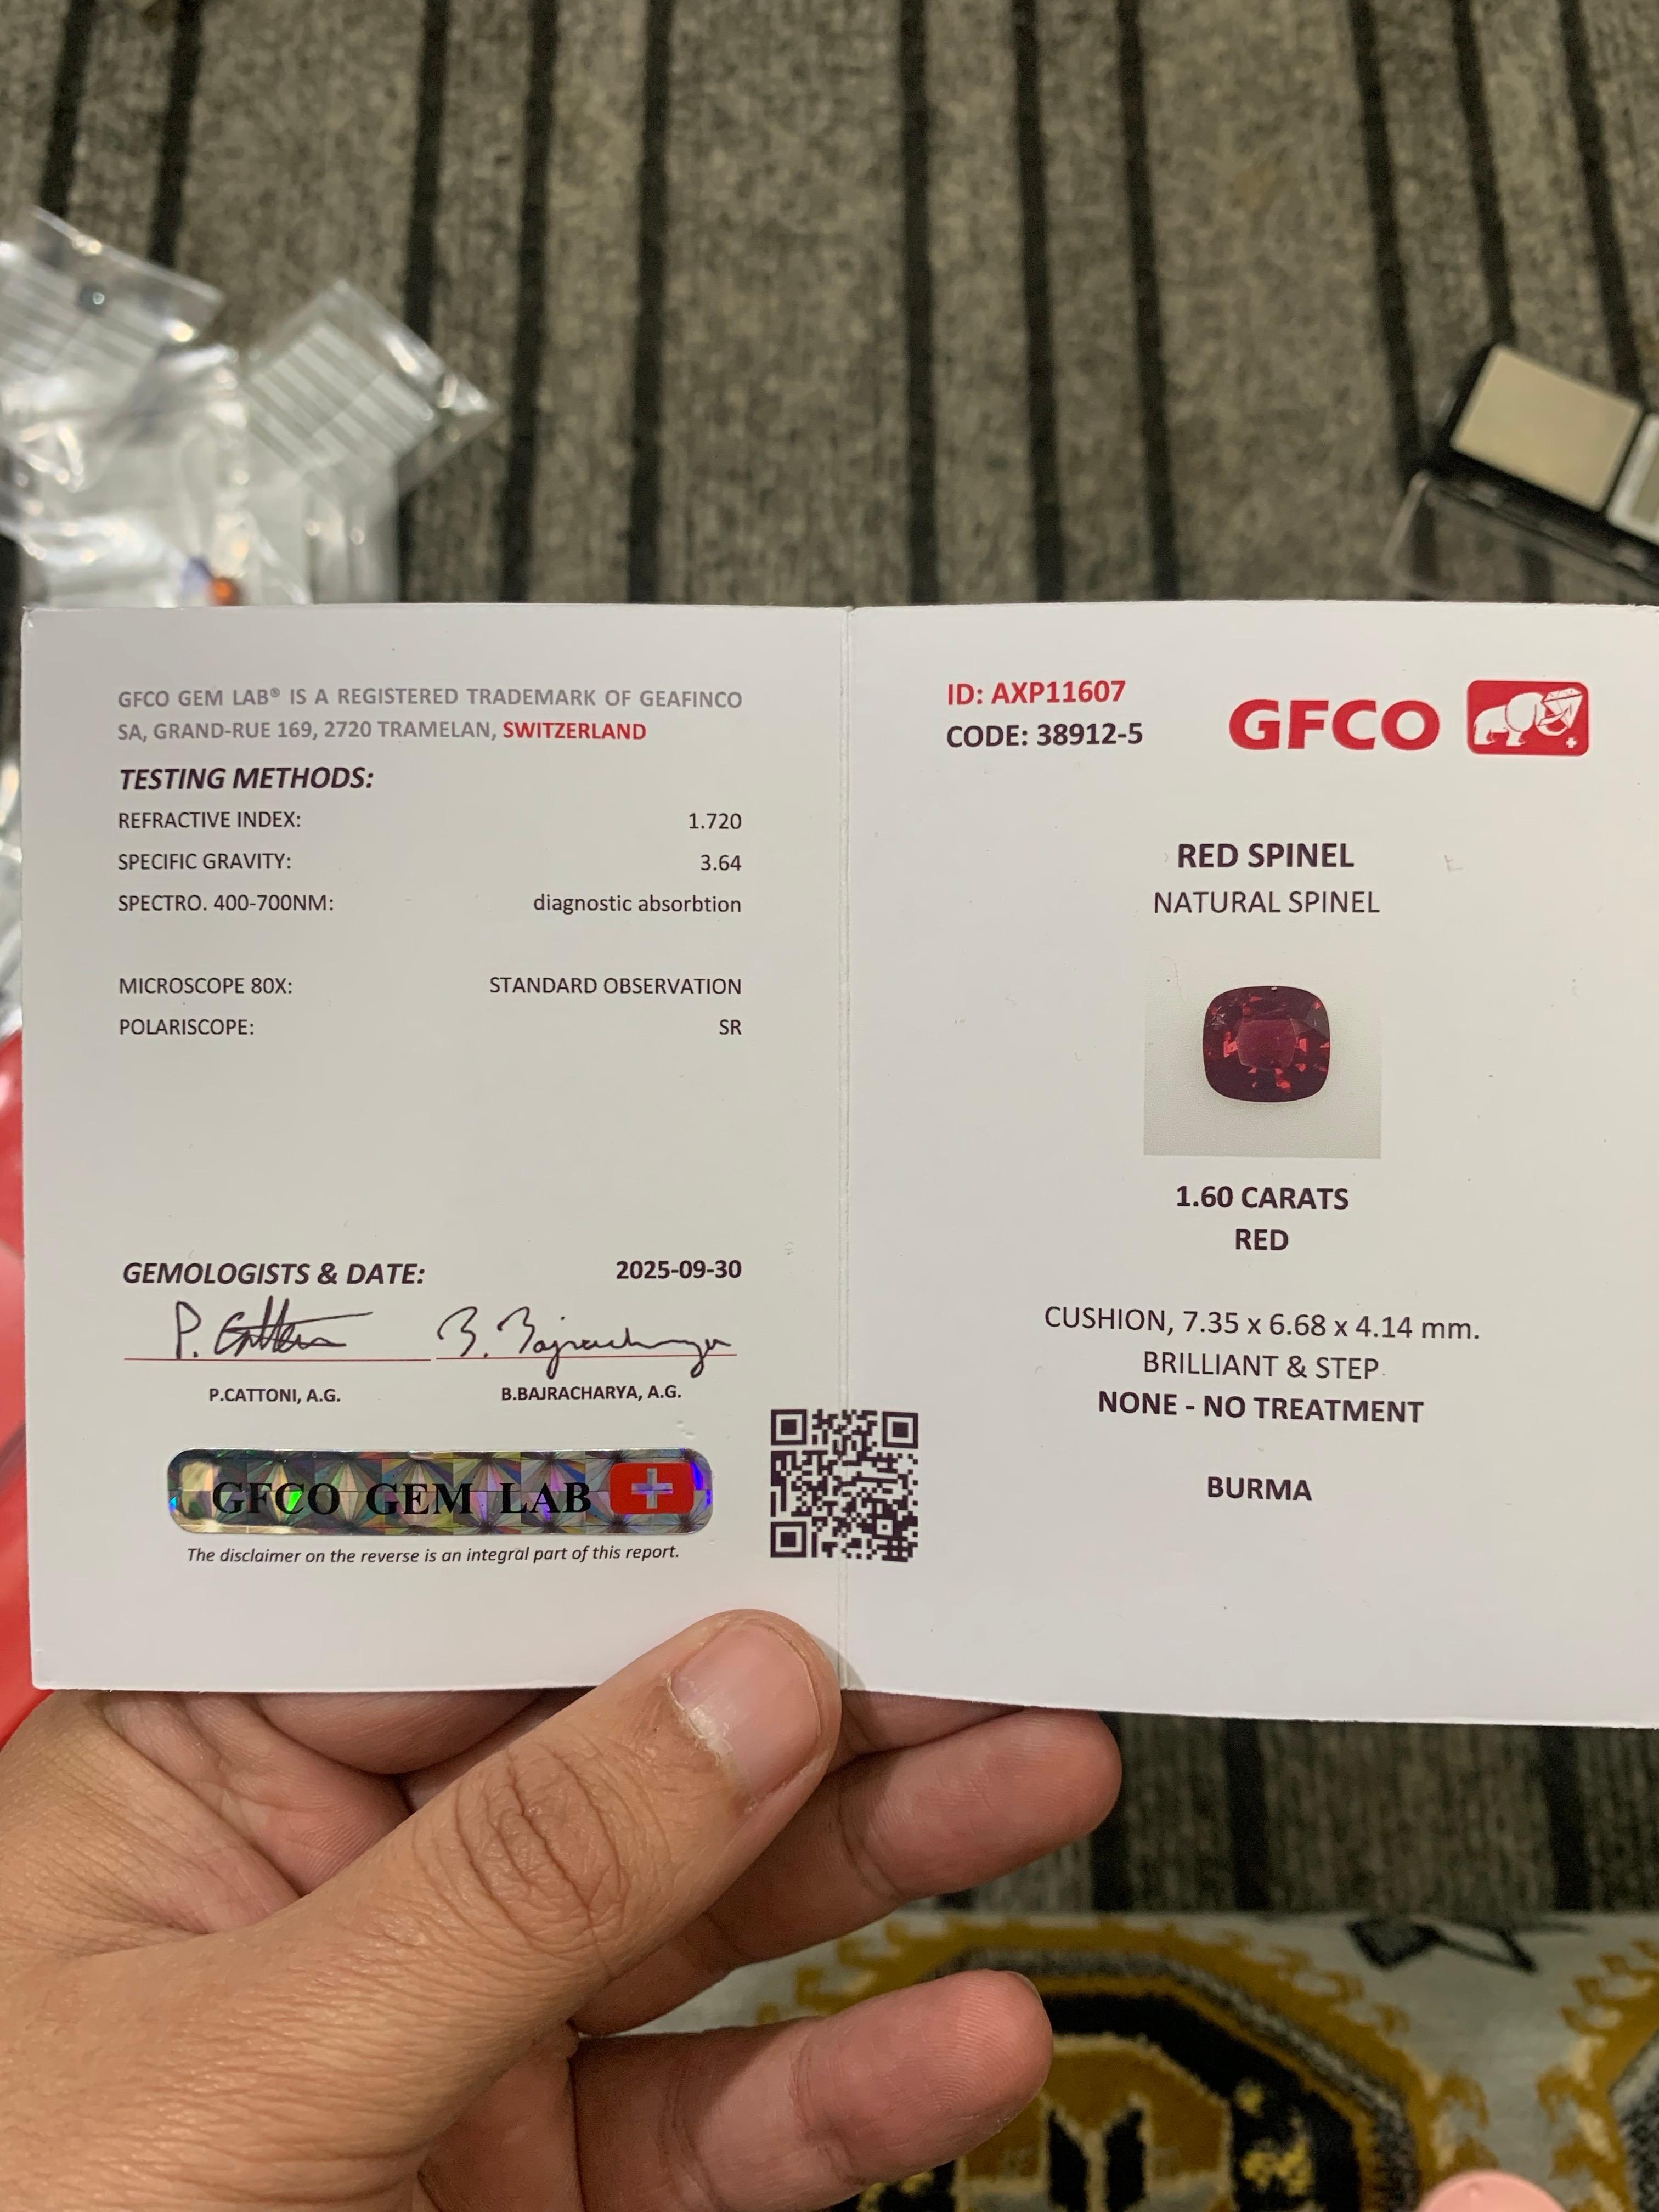 GFCO GEM LAB® IS A REGISTERED TRADEMARK OF GEAFINCO
SA, GRAND-RUE 169, 2720 TRAMELAN, SWITZERLAND
TESTING METHODS:
REFRACTIVE INDEX: 1.720
SPECIFIC GRAVITY: 3.64
SPECTRO. 400-700NM: diagnostic absorbtion
MICROSCOPE 80X: STANDARD OBSERVATION
POLARISCOPE: SR
GEMOLOGISTS & DATE: 2025-09-30
P. Cattoni B. Bajracharya
P.CATTONI, A.G. B.BAJRACHARYA, A.G.
GFCO GEM LAB
The disclaimer on the reverse is an integral part of this report.
ID: AXP11607
CODE: 38912-5
GFCO
RED SPINEL
NATURAL SPINEL
1.60 CARATS
RED
CUSHION, 7.35 x 6.68 x 4.14 mm.
BRILLIANT & STEP
NONE - NO TREATMENT
BURMA